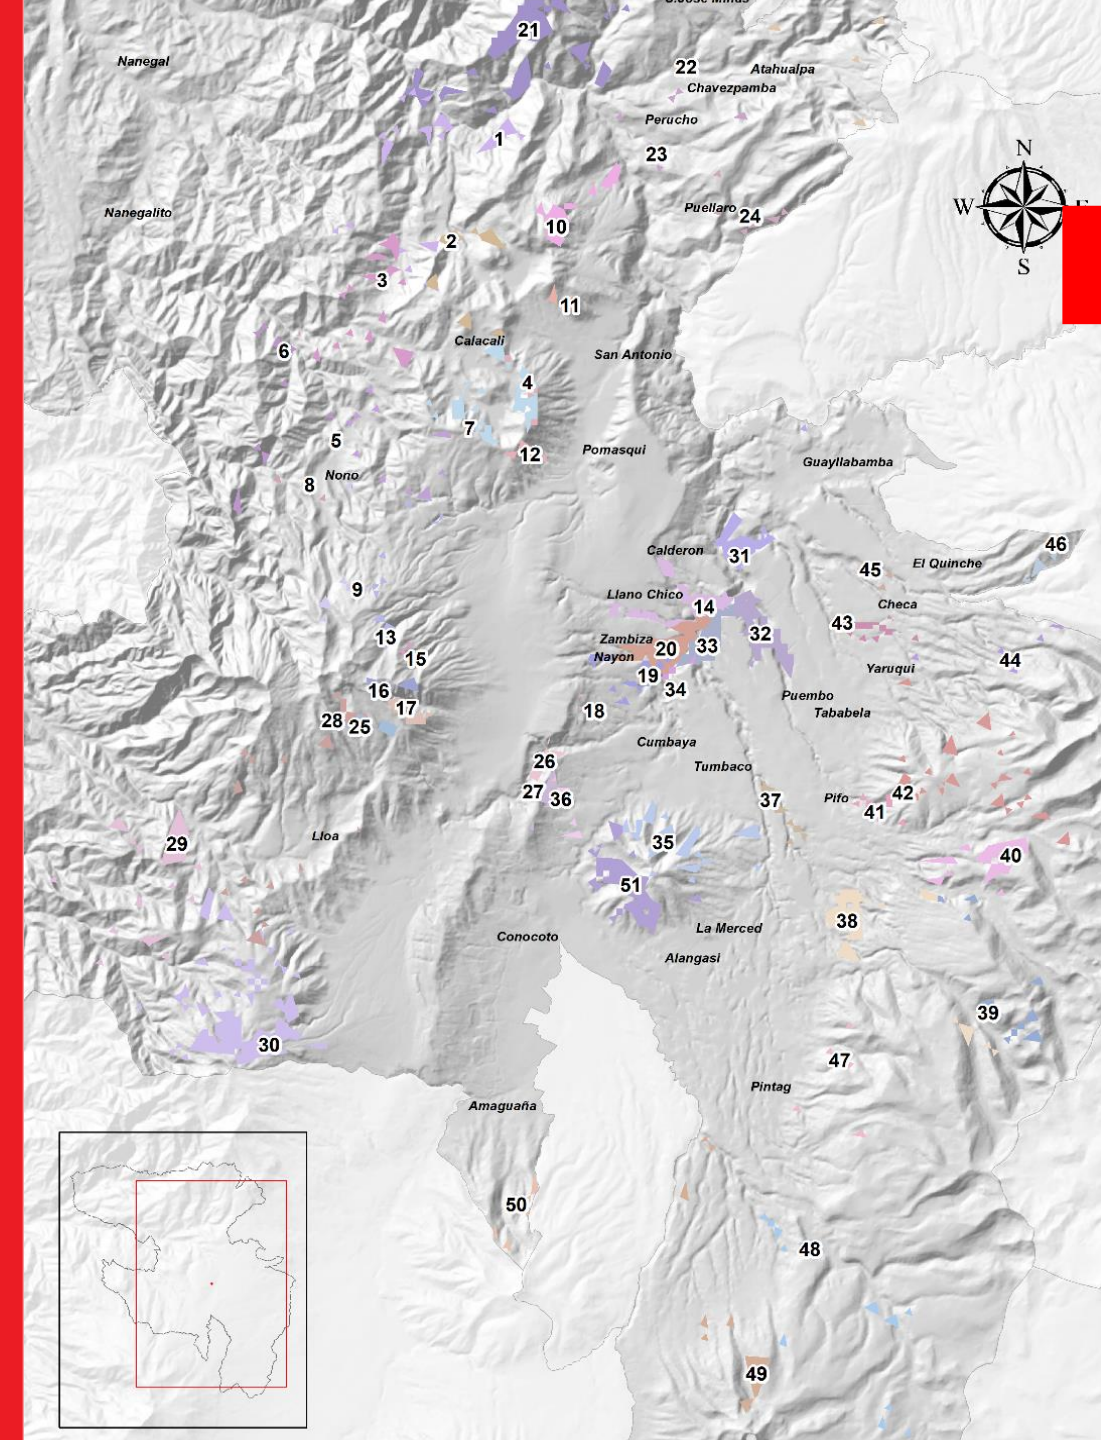 S.Jose Minas
21
Nanegal
22
Atahualpa
Chavezpamba
Perucho
1
23
N
W
E
S
Nanegalito
Puellaro
24
10
2
3
11
Calacali
San Antonio
6
4
7
5
12
Pomasqui
Nono
8
Guayllabamba
46
Calderon
31
El Quinche
45
9
Llano Chico
14
Checa
43
13
Zambiza
20
33
32
Nayon
15
44
19
Yaruqui
16
34
Puembo
17
18
Tababela
28
25
Cumbaya
26
Tumbaco
27
36
37
Pifo
42
41
Lloa
29
35
40
51
38
La Merced
Conocoto
Alangasi
39
30
47
Pintag
Amaguaña
50
48
49